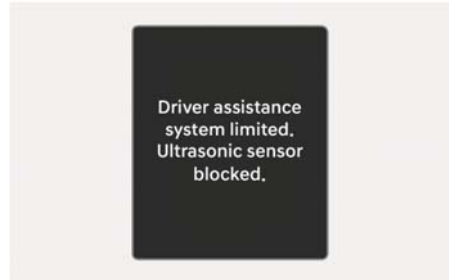 Driver assistance
system limited.
Ultrasonic sensor
blocked.